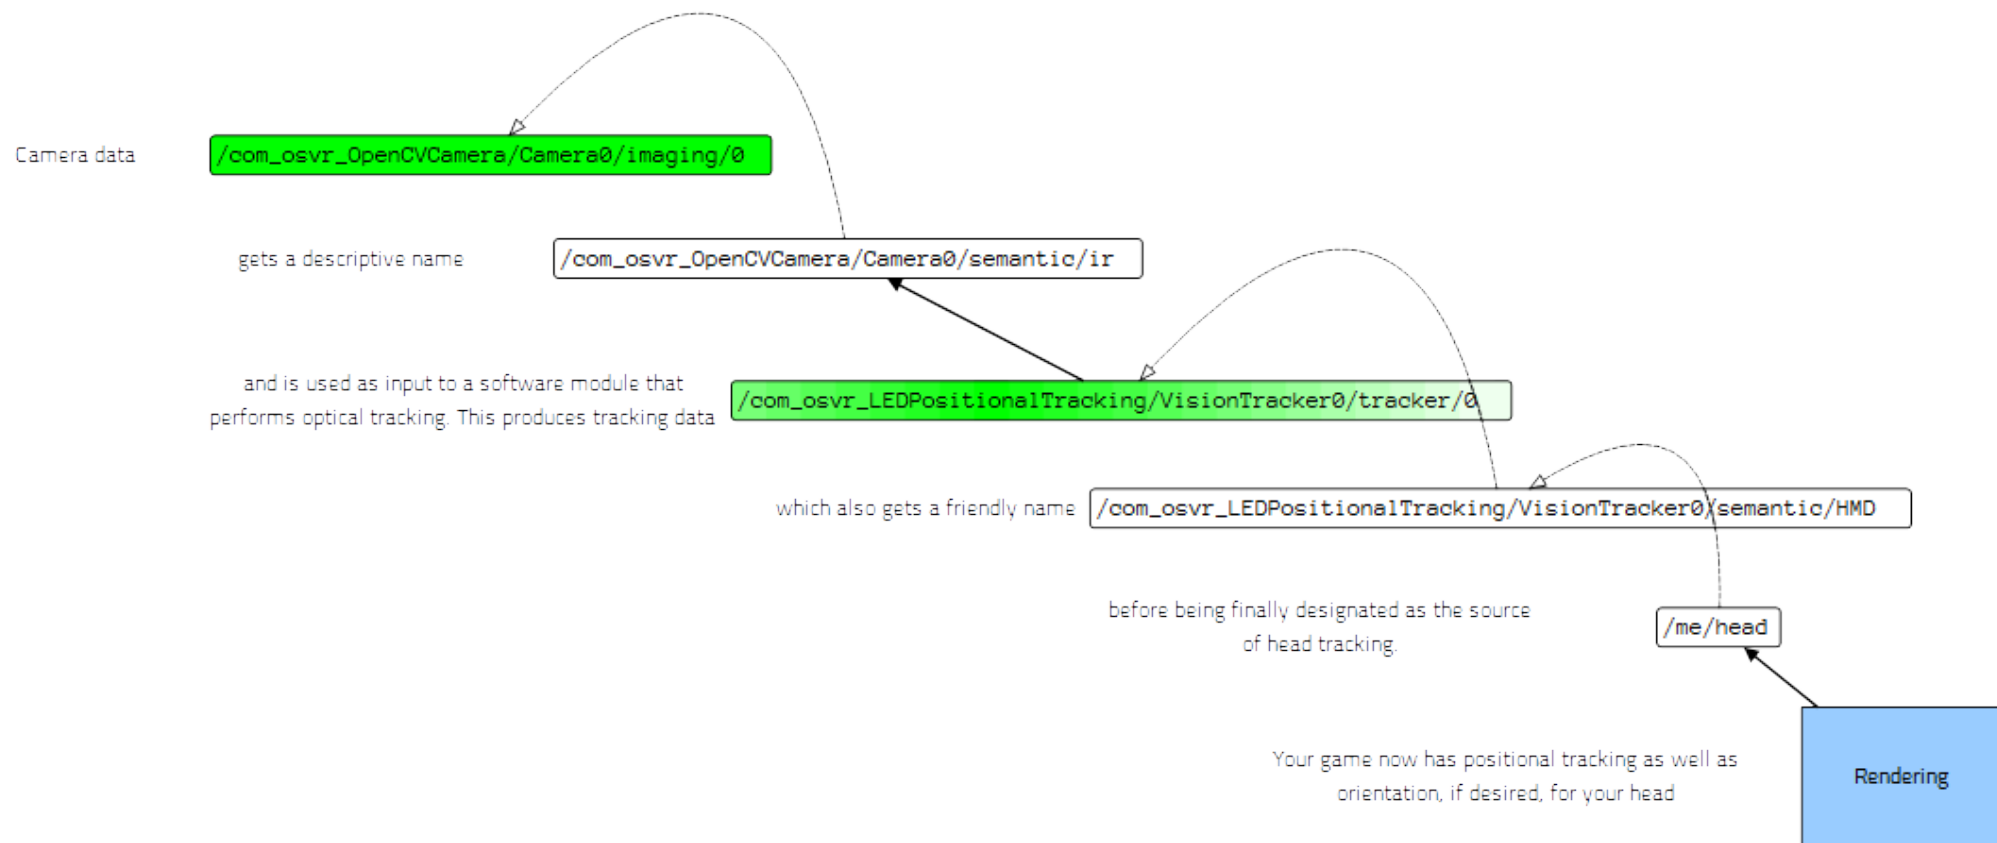 Camera data
/com_osvr_OpenCVCamera/Camera0/imaging/0
gets a descriptive name
/com_osvr_OpenCVCamera/Camera0/semantic/ir
and is used as input to a software module that
performs optical tracking. This produces tracking data
/com_osvr_LEDPositionalTracking/VisionTracker0/tracker/0
which also gets a friendly name
/com_osvr_LEDPositionalTracking/VisionTracker0/semantic/HMD
before being finally designated as the source
of head tracking.
/me/head
Your game now has positional tracking as well as
orientation, if desired, for your head
Rendering